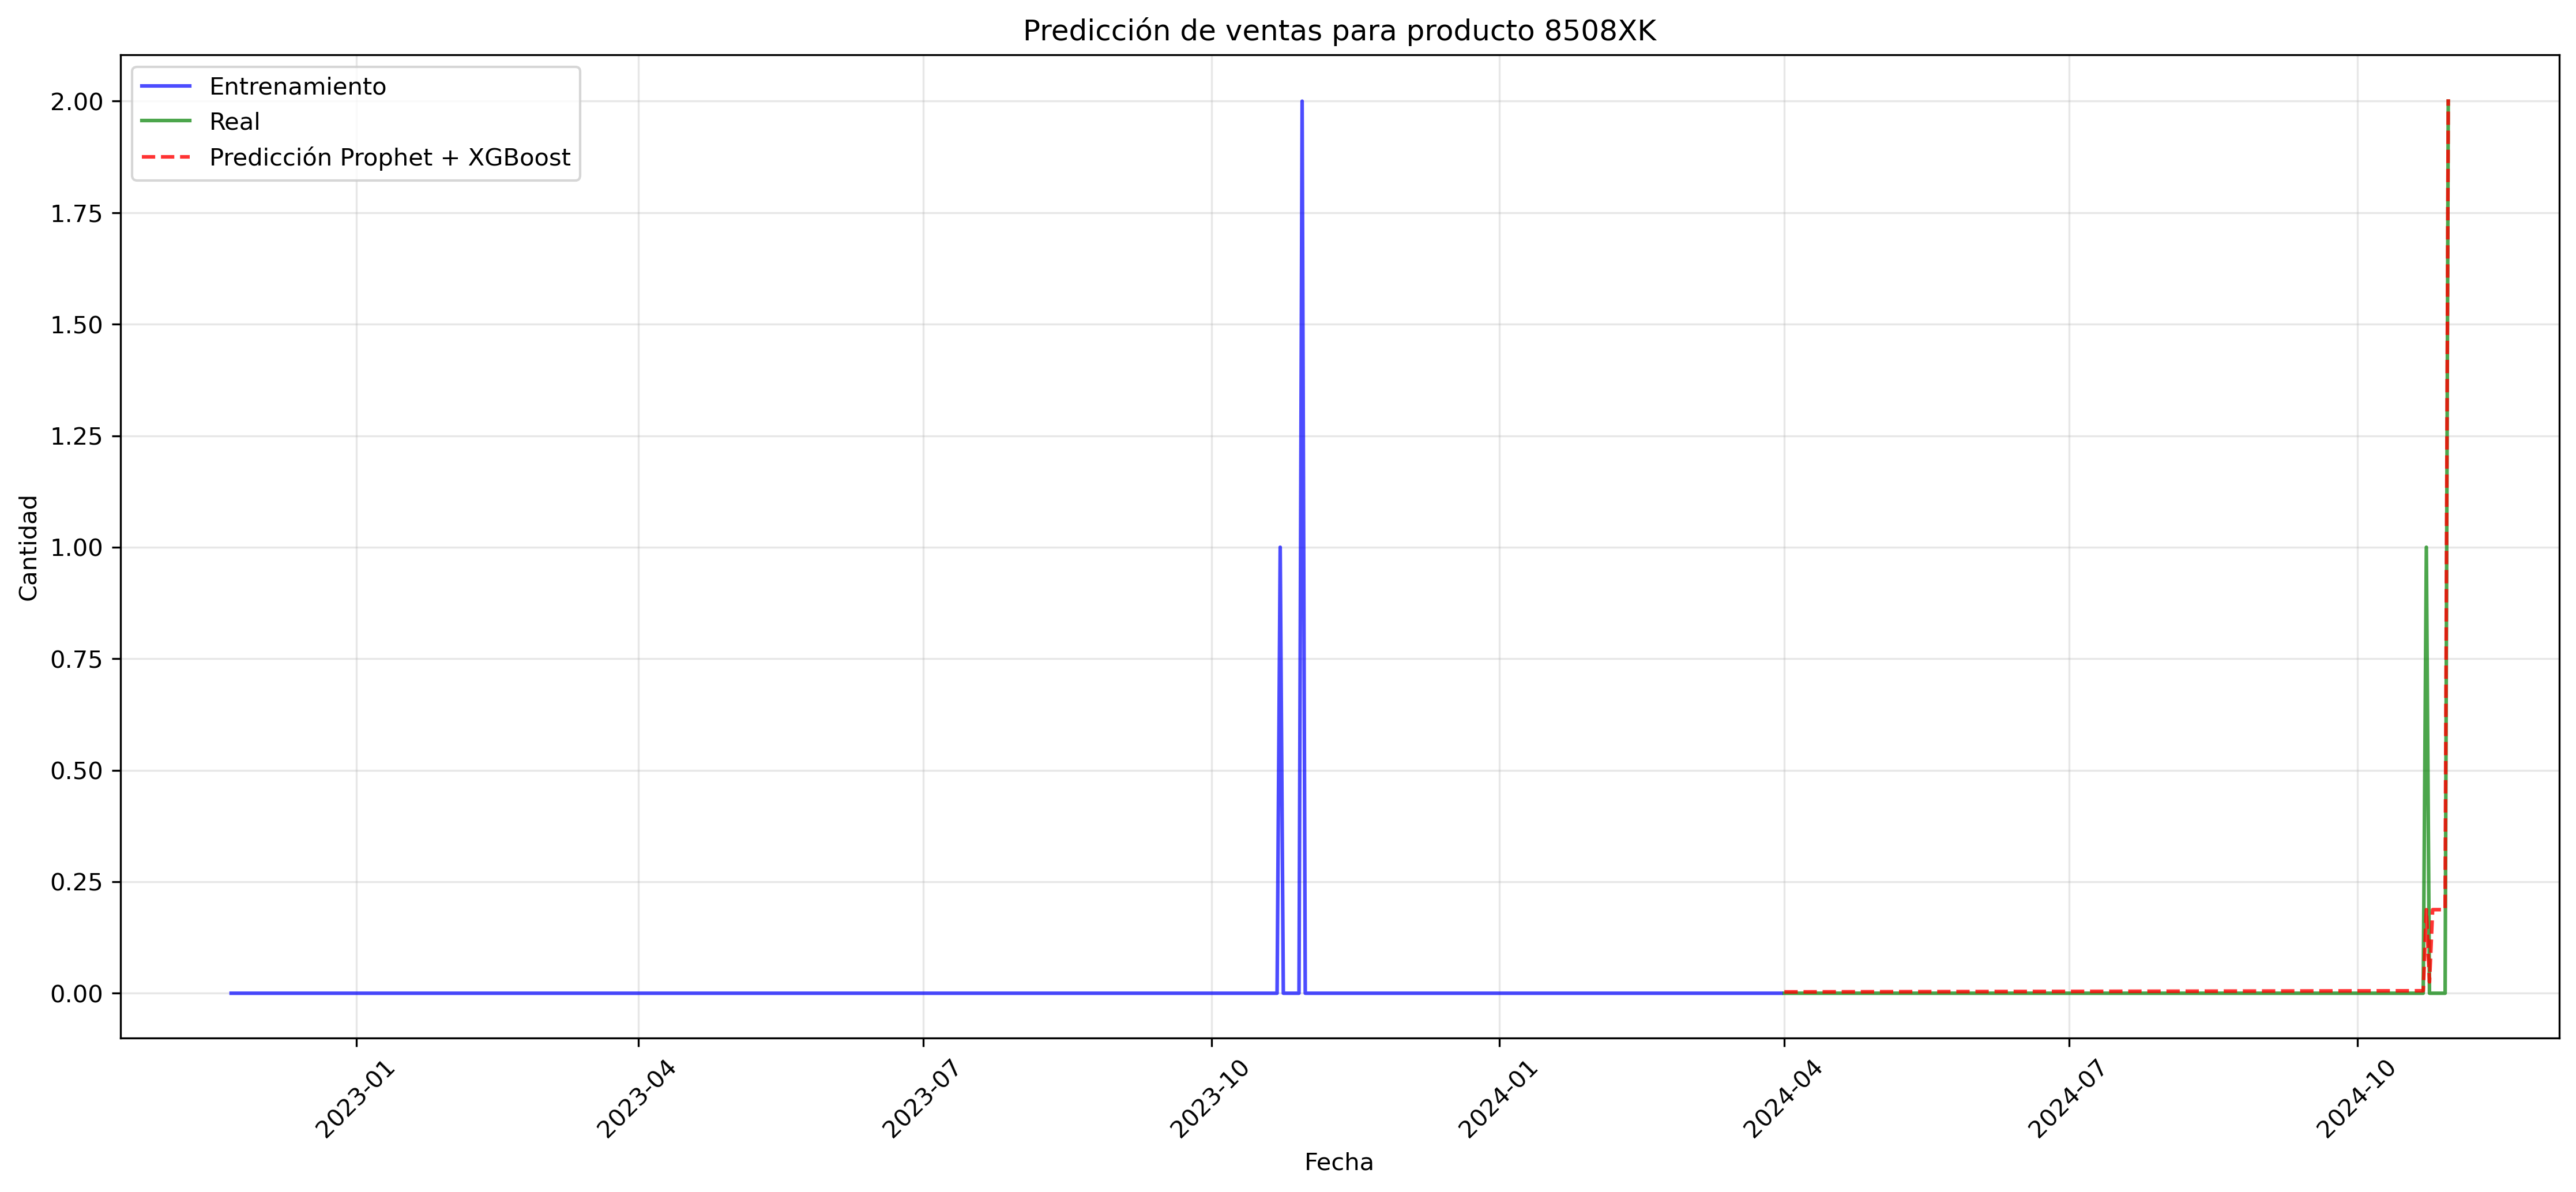 Predicción de ventas para producto 8508XK
Entrenamiento
Real
Predicción Prophet + XGBoost
2.00
1.75
1.50
1.25
1.00
0.75
0.50
0.25
0.00
Cantidad
2023-01
2023-04
2023-07
2023-10
2024-01
2024-04
2024-07
2024-10
Fecha